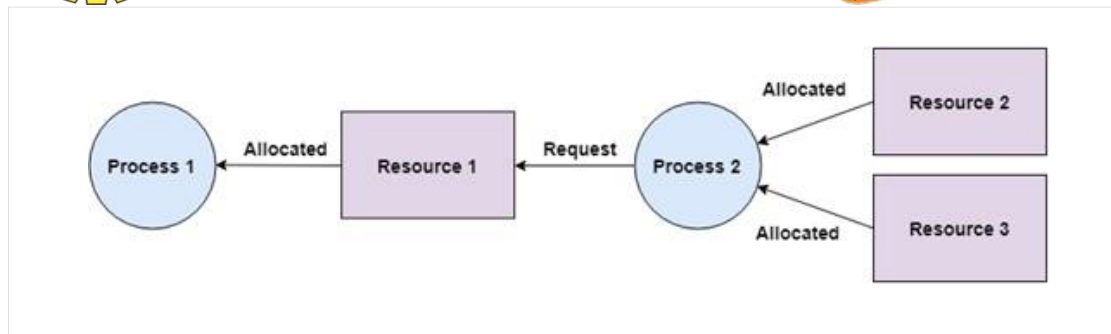 Process 1
Allocated
Resource 1
Request
Process 2
Allocated
Resource 2
Allocated
Resource 3